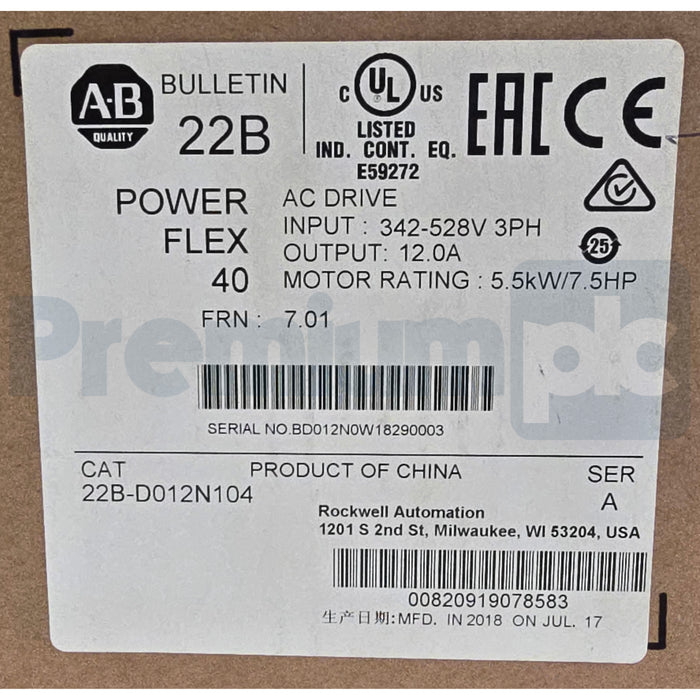 A-B
QUALITY
BULLETIN
22B
C UL US
LISTED
IND. CONT. EQ.
E59272
EAC CE
POWER
FLEX
40
AC DRIVE
INPUT : 342-528V 3PH
OUTPUT: 12.0A
MOTOR RATING : 5.5kW/7.5HP
25
FRN : 7.01
Premium plc
SERIAL NO.BD012N0W18290003
CAT
22B-D012N104
PRODUCT OF CHINA
SER
A
Rockwell Automation
1201 S 2nd St, Milwaukee, WI 53204, USA
00820919078583
生产日期:MFD. IN 2018 ON JUL. 17